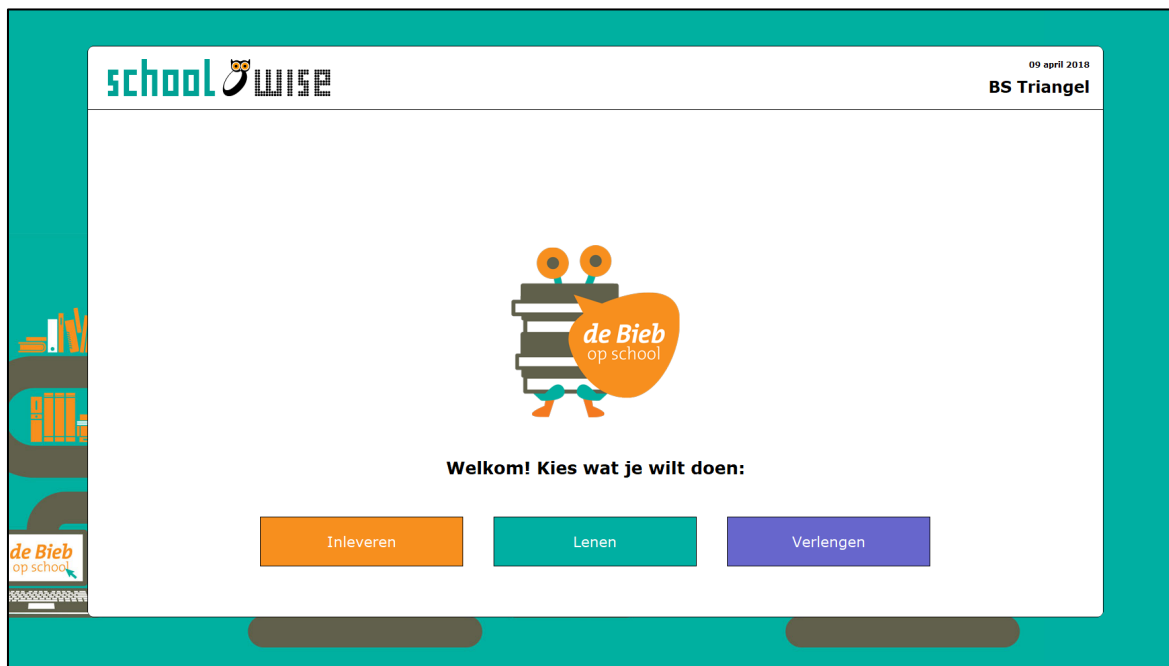 school wise
09 april 2018
BS Triangel
de Bieb
op school
Welkom! Kies wat je wilt doen:
Inleveren
Lenen
Verlengen
de Bieb
op school